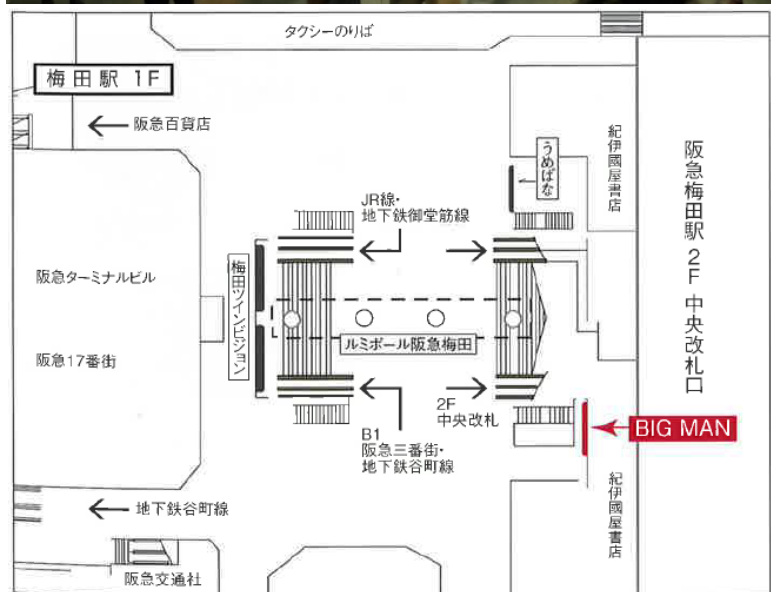 タクシーのりば
梅田駅 1F
阪急百貨店
紀伊國屋書店
うめばな
阪急梅田駅 2F 中央改札口
JR線・
地下鉄御堂筋線
梅田ツインビジョン
阪急ターミナルビル
ルミポール阪急梅田
阪急17番街
2F
中央改札
BIG MAN
B1
阪急三番街・
地下鉄谷町線
紀伊國屋書店
地下鉄谷町線
阪急交通社